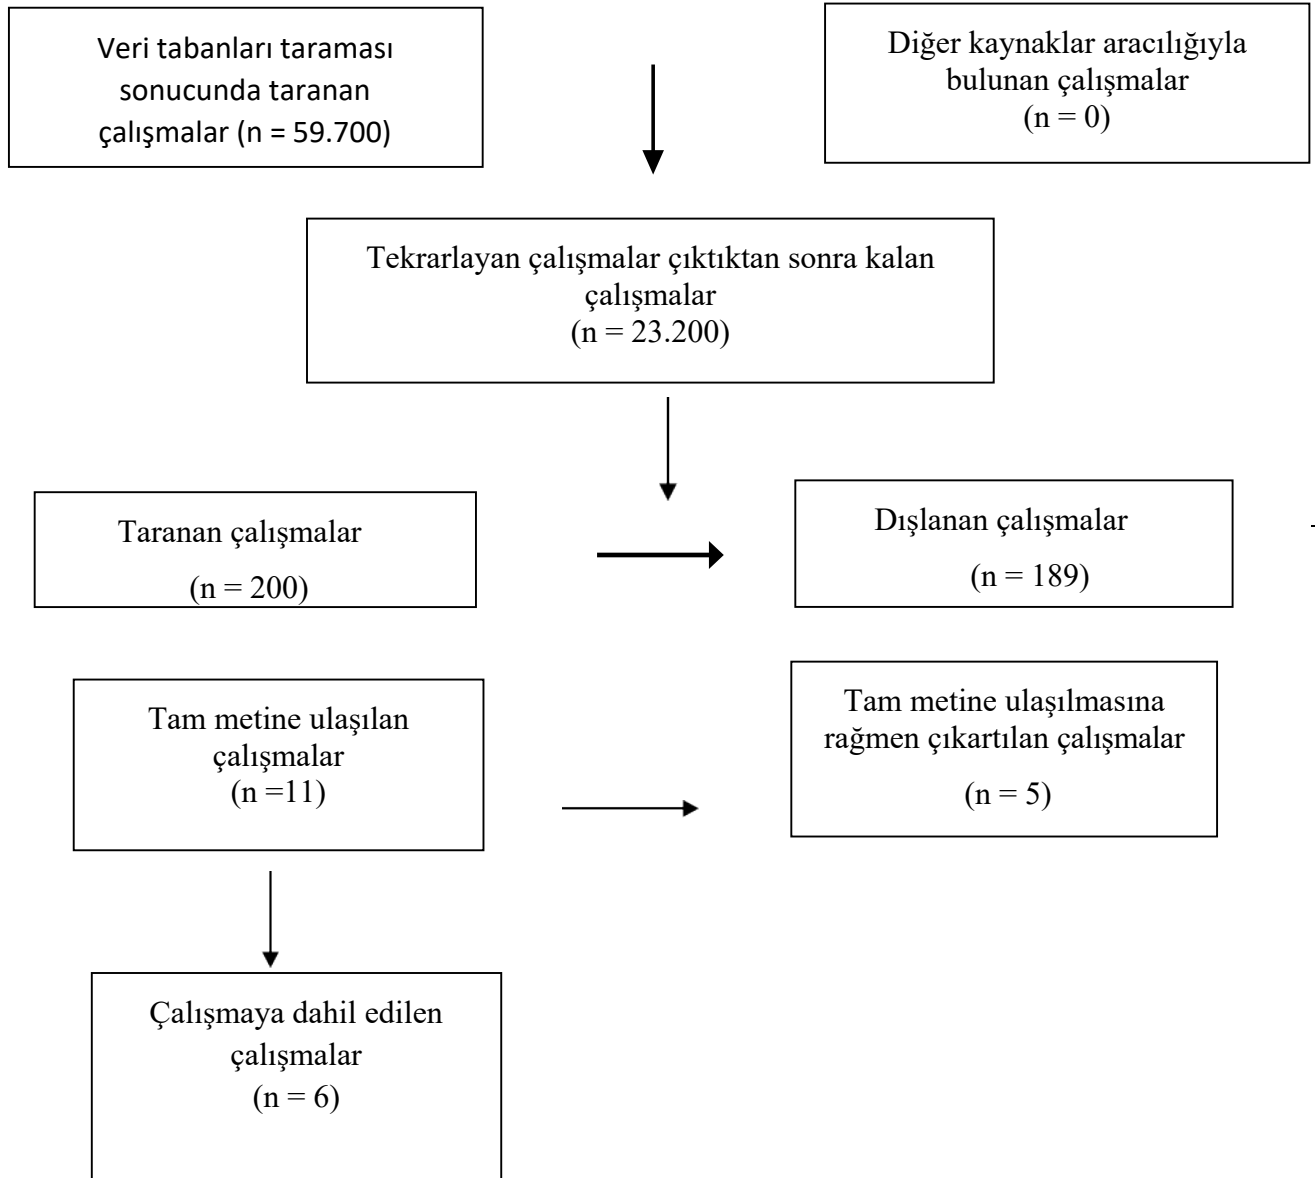 Veri tabanları taraması
sonucunda taranan
çalışmalar (n = 59.700)
Diğer kaynaklar aracılığıyla
bulunan çalışmalar
(n = 0)
Tekrarlayan çalışmalar çıktıktan sonra kalan
çalışmalar
(n = 23.200)
Taranan çalışmalar
(n = 200)
Dışlanan çalışmalar
(n = 189)
Tam metine ulaşılan
çalışmalar
(n =11)
Tam metine ulaşılmasına
rağmen çıkartılan çalışmalar
(n = 5)
Çalışmaya dahil edilen
çalışmalar
(n = 6)